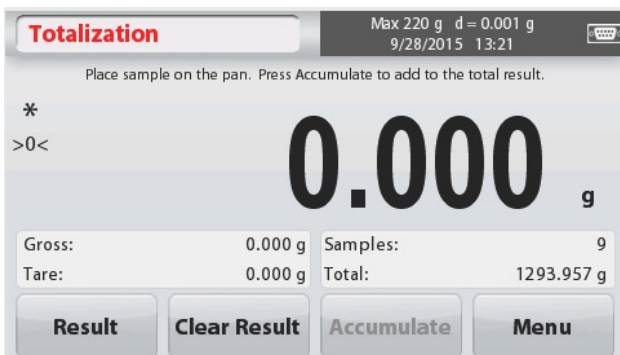 Totalization
Max 220 g d = 0.001 g
9/28/2015 13:21
Place sample on the pan. Press Accumulate to add to the total result.
*
>0<
0.000 g
Gross: 0.000 g Samples: 9
Tare: 0.000 g Total: 1293.957 g
Result Clear Result Accumulate Menu